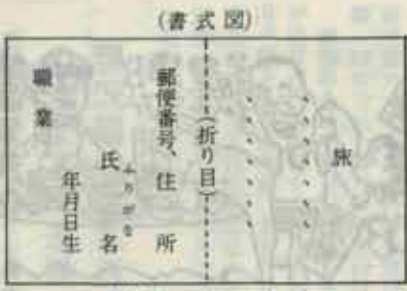 (書式図)
旅
、、、、、、、
、、、、、、、
(折り目)
郵便番号、住所
ふりがな
氏名
年月日生
職業